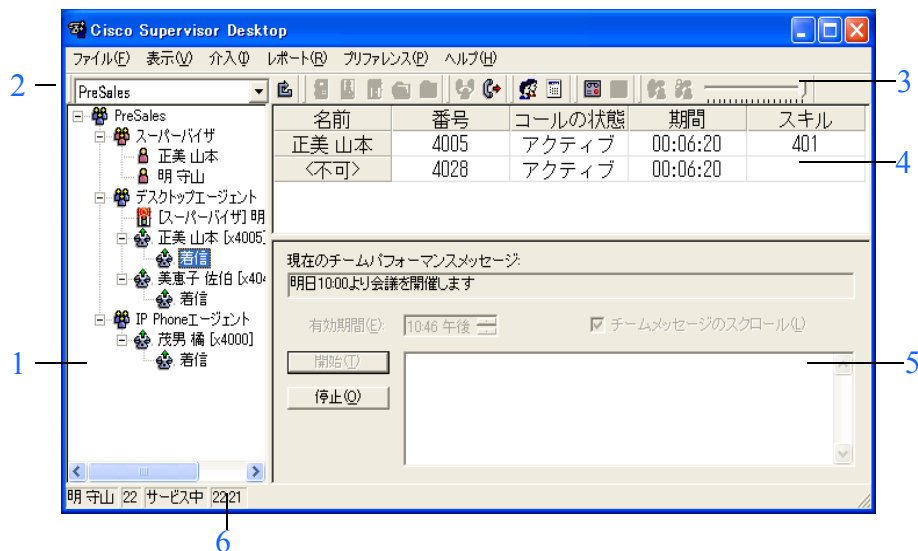 Cisco Supervisor Desktop
ファイル(F) 表示(V) 介入(I) レポート(R) プリファレンス(P) ヘルプ(H)
2
PreSales
3
PreSales
スーパーバイザ
正美 山本
明 守山
デスクトップエージェント
[スーパーバイザ] 明
正美 山本 [x4005]
着信
美恵子 佐伯 [x404
着信
IP Phoneエージェント
茂男 橘 [x4000]
着信
1
名前 番号 コールの状態 期間 スキル
正美 山本 4005 アクティブ 00:06:20 401
<不可> 4028 アクティブ 00:06:20
4
現在のチームパフォーマンスメッセージ:
明日10:00より会議を開催します
有効期間(E): 10:46 午後 チームメッセージのスクロール(L)
開始(T)
5
停止(O)
明 守山 22 サービス中 22:21
6